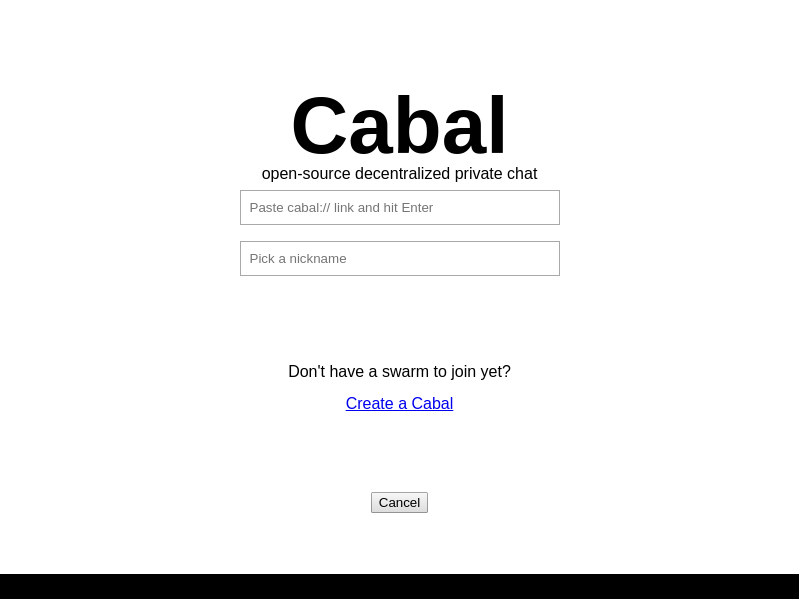 Cabal
open-source decentralized private chat
Paste cabal:// link and hit Enter
Pick a nickname
Don't have a swarm to join yet?
Create a Cabal
Cancel